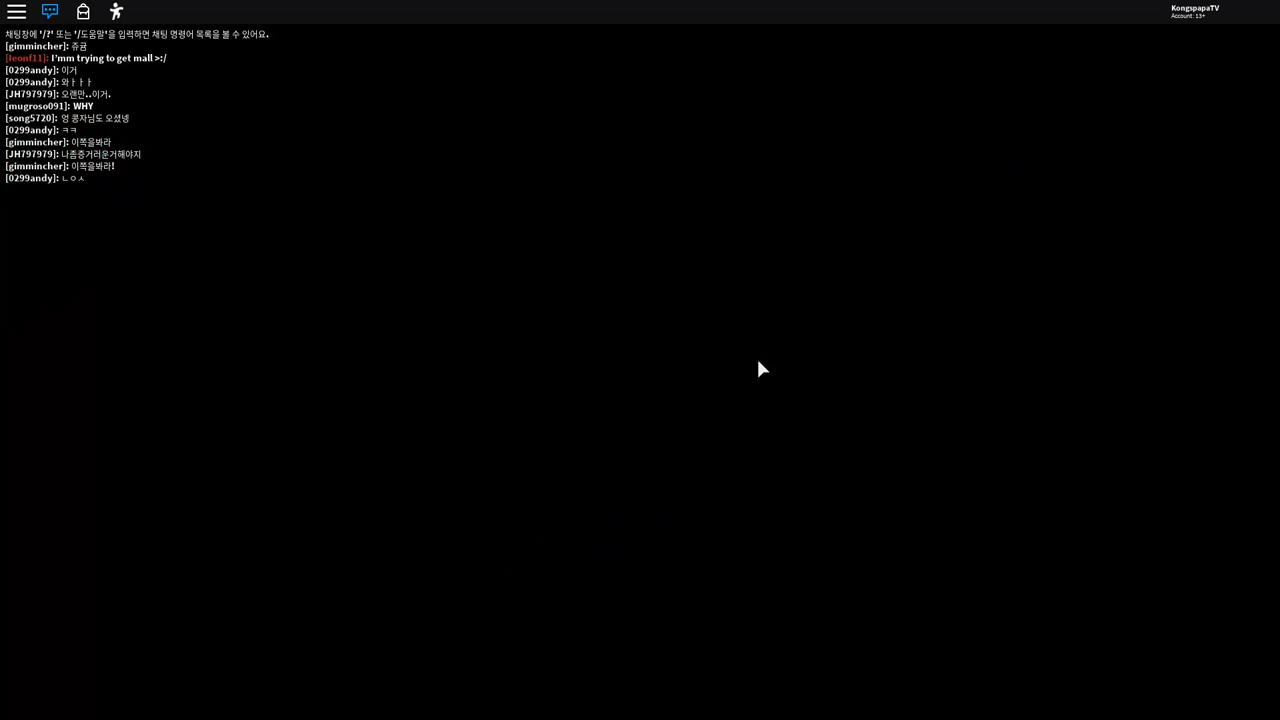 KongspapaTV
Account: 13+
채팅창에 '/?' 또는 '/도움말'을 입력하면 채팅 명령어 목록을 볼 수 있어요.
[gimmincher]: 쥬귬
[leonf11]: I'mm trying to get mall >:/
[0299andy]: 이거
[0299andy]: 와ㅏㅏㅏ
[JH797979]: 오랜만..이거.
[mugroso091]: WHY
[song5720]: 엉 콩자님도 오셨넹
[0299andy]: ㅋㅋ
[gimmincher]: 이쪽을봐라
[JH797979]: 나좀증거러운거해야지
[gimmincher]: 이쪽을봐라!
[0299andy]: ㄴㅇㅅ